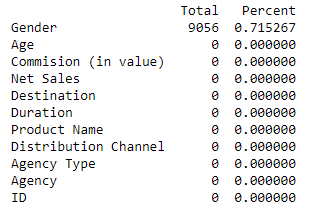 Total Percent
Gender 9056 0.715267
Age 0 0.000000
Commision (in value) 0 0.000000
Net Sales 0 0.000000
Destination 0 0.000000
Duration 0 0.000000
Product Name 0 0.000000
Distribution Channel 0 0.000000
Agency Type 0 0.000000
Agency 0 0.000000
ID 0 0.000000